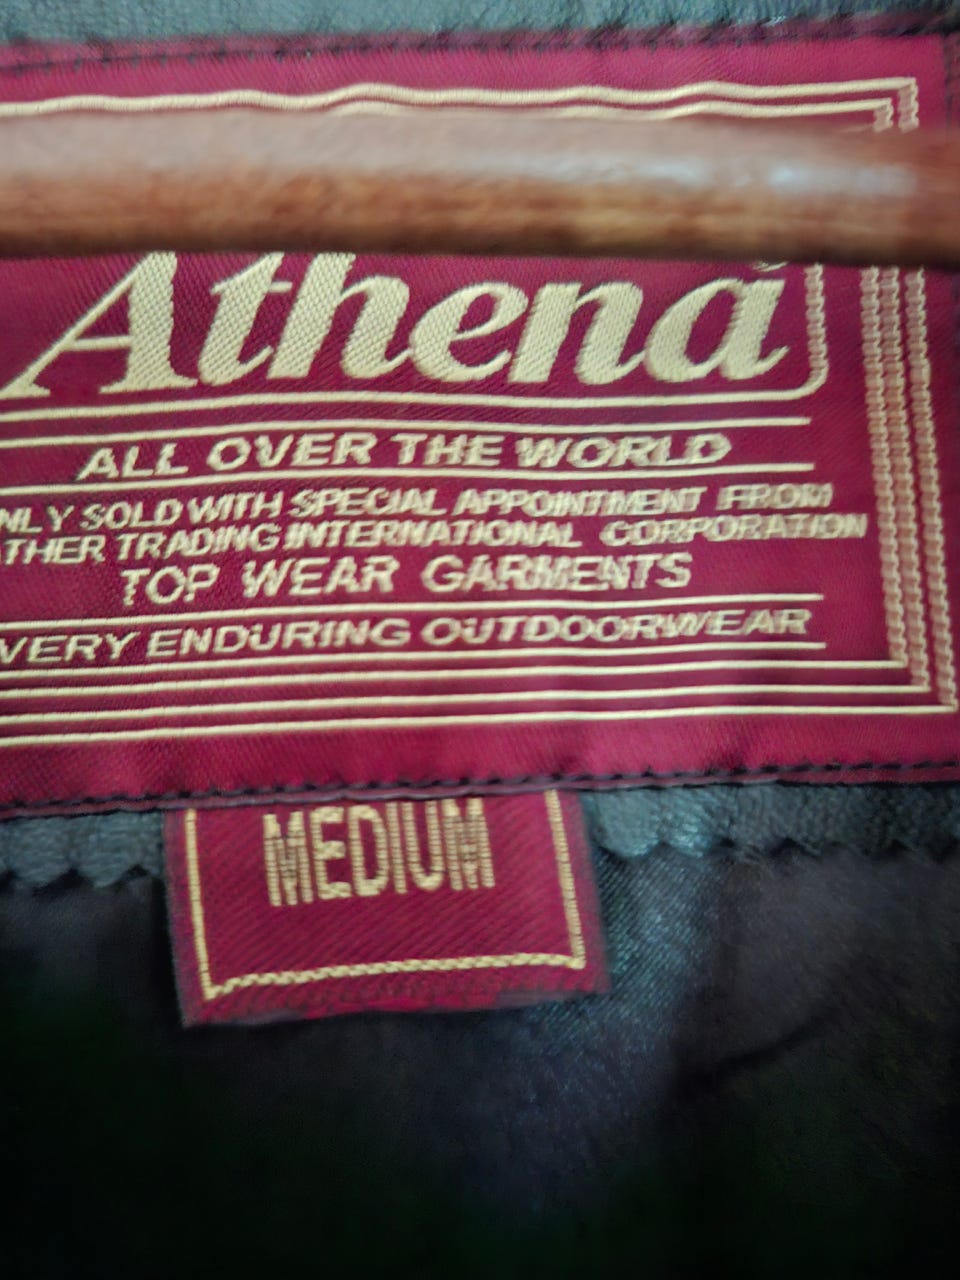 Athena
ALL OVER THE WORLD
NLY SOLD WITH SPECIAL APPOINTMENT FROM
THER TRADING INTERNATIONAL CORPORATION
TOP WEAR GARMENTS
VERY ENDURING OUTDOORWEAR
MEDIUM